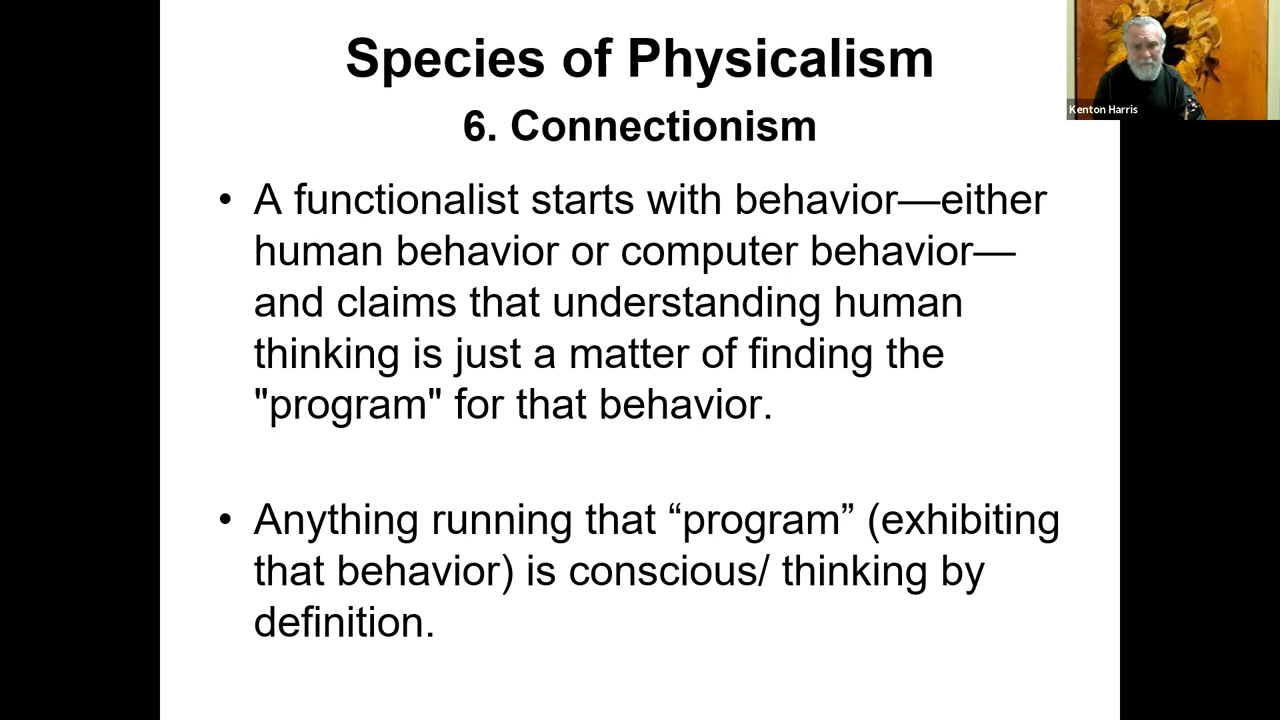 Species of Physicalism
6. Connectionism
• A functionalist starts with behavior—either
human behavior or computer behavior—
and claims that understanding human
thinking is just a matter of finding the
"program" for that behavior.
• Anything running that “program” (exhibiting
that behavior) is conscious/ thinking by
definition.
Kenton Harris